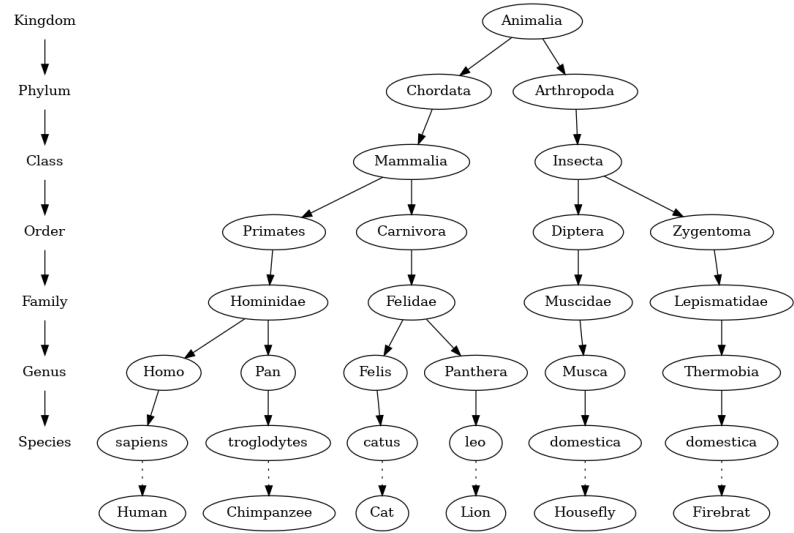 Kingdom Animalia
Phylum Chordata Arthropoda
Class Mammalia Insecta
Order Primates Carnivora Diptera Zygentoma
Family Hominidae Felidae Muscidae Lepismatidae
Genus Homo Pan Felis Panthera Musca Thermobia
Species sapiens troglodytes catus leo domestica domestica
Human Chimpanzee Cat Lion Housefly Firebrat